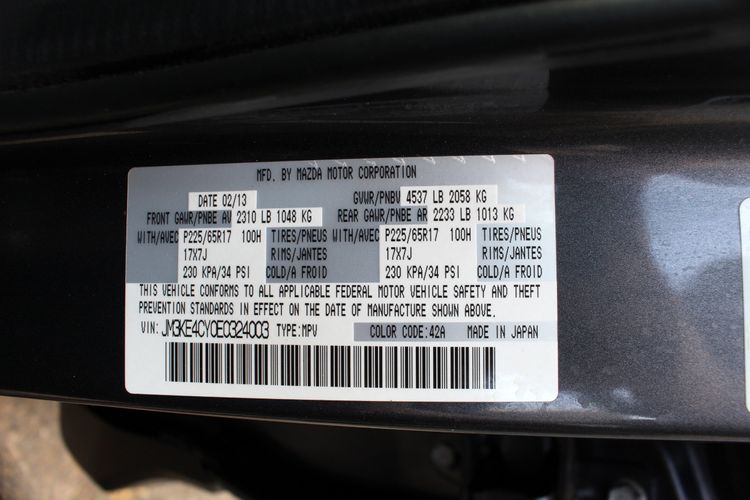 MFD. BY MAZDA MOTOR CORPORATION
DATE 02/13 GVWR/PNBV 4537 LB 2058 KG
FRONT GAWR/PNBE AV 2310 LB 1048 KG REAR GAWR/PNBE AR 2233 LB 1013 KG
WITH/AVEC P225/65R17 100H TIRES/PNEUS WITH/AVEC P225/65R17 100H TIRES/PNEUS
17X7J RIMS/JANTES 17X7J RIMS/JANTES
230 KPA/34 PSI COLD/A FROID 230 KPA/34 PSI COLD/A FROID
THIS VEHICLE CONFORMS TO ALL APPLICABLE FEDERAL MOTOR VEHICLE SAFETY AND THEFT
PREVENTION STANDARDS IN EFFECT ON THE DATE OF MANUFACTURE SHOWN ABOVE.
VIN: JM3KE4CY0E0324003 TYPE:MPV COLOR CODE:42A MADE IN JAPAN